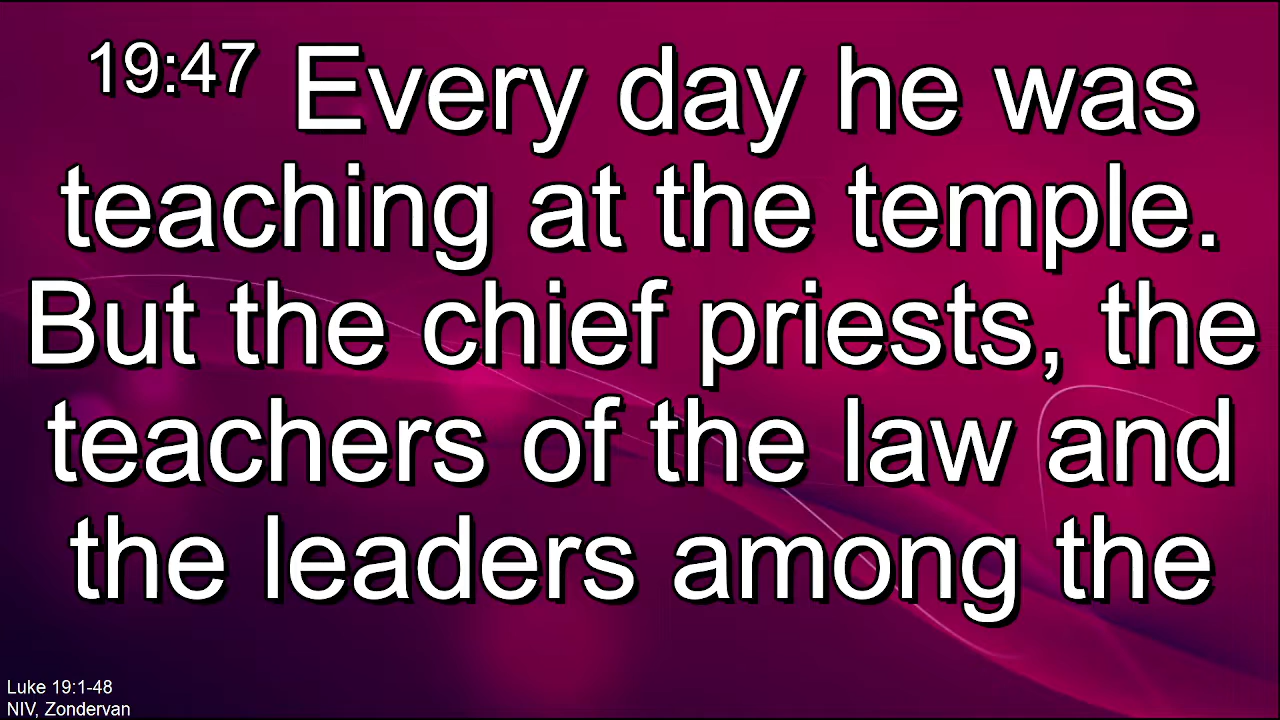 19:47 Every day he was
teaching at the temple.
But the chief priests, the
teachers of the law and
the leaders among the
Luke 19:1-48
NIV, Zondervan